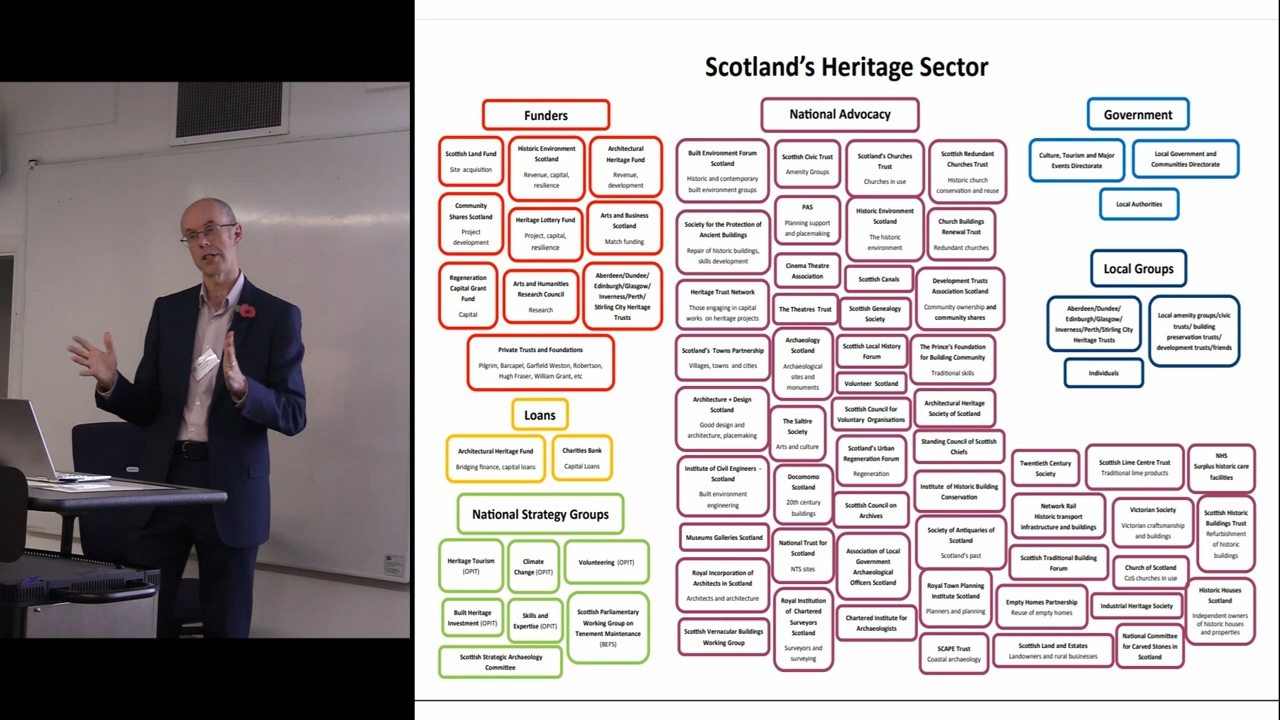 Scotland's Heritage Sector
Funders
Scottish Land Fund
Site acquisition
Historic Environment
Scotland
Revenue, capital,
resilience
Architectural
Heritage Fund
Revenue,
development
Community
Shares Scotland
Project
development
Heritage Lottery Fund
Project, capital,
resilience
Arts and Business
Scotland
Match funding
Regeneration
Capital Grant
Fund
Capital
Arts and Humanities
Research Council
Research
Aberdeen/Dundee/
Edinburgh/Glasgow/
Inverness/Perth/
Stirling City Heritage
Trusts
Private Trusts and Foundations
Pilgrim, Barcapel, Garfield Weston, Robertson,
Hugh Fraser, William Grant, etc
Loans
Architectural Heritage Fund
Bridging finance, capital loans
Charities Bank
Capital Loans
National Strategy Groups
Heritage Tourism
(OPIT)
Climate
Change (OPIT)
Volunteering (OPIT)
Built Heritage
Investment (OPIT)
Skills and
Expertise (OPIT)
Scottish Parliamentary
Working Group on
Tenement Maintenance
(BEFS)
Scottish Strategic Archaeology
Committee
National Advocacy
Built Environment Forum
Scotland
Historic and contemporary
built environment groups
Scottish Civic Trust
Amenity Groups
Scotland's Churches
Trust
Churches in use
Scottish Redundant
Churches Trust
Historic church
conservation and reuse
Society for the Protection of
Ancient Buildings
Repair of historic buildings,
skills development
PAS
Planning support
and placemaking
Historic Environment
Scotland
The historic
environment
Church Buildings
Renewal Trust
Redundant churches
Cinema Theatre
Association
Scottish Canals
Development Trusts
Association Scotland
Community ownership and
community shares
Heritage Trust Network
Those engaging in capital
works on heritage projects
The Theatres Trust
Scottish Genealogy
Society
Scotland's Towns Partnership
Villages, towns and cities
Archaeology
Scotland
Archaeological
sites and
monuments
Scottish Local History
Forum
The Prince's Foundation
for Building Community
Traditional skills
Volunteer Scotland
Architecture + Design
Scotland
Good design and
architecture, placemaking
The Saltire
Society
Arts and culture
Scottish Council for
Voluntary Organisations
Architectural Heritage
Society of Scotland
Scotland's Urban
Regeneration Forum
Regeneration
Standing Council of Scottish
Chiefs
Institute of Civil Engineers -
Scotland
Built environment
engineering
Docomomo
Scotland
20th century
buildings
Scottish Council on
Archives
Institute of Historic Building
Conservation
Museums Galleries Scotland
National Trust for
Scotland
NTS sites
Association of Local
Government
Archaeological
Officers Scotland
Society of Antiquaries of
Scotland
Scotland's past
Royal Incorporation of
Architects in Scotland
Architects and architecture
Royal Institution
of Chartered
Surveyors
Scotland
Surveyors and
surveying
Chartered Institute for
Archaeologists
Royal Town Planning
Institute Scotland
Planners and planning
Scottish Vernacular Buildings
Working Group
SCAPE Trust
Coastal archaeology
Twentieth Century
Society
Scottish Lime Centre Trust
Traditional lime products
NHS
Surplus historic care
facilities
Network Rail
Historic transport
infrastructure and buildings
Victorian Society
Victorian craftsmanship
and buildings
Scottish Historic
Buildings Trust
Refurbishment
of historic
buildings
Scottish Traditional Building
Forum
Church of Scotland
CoS churches in use
Empty Homes Partnership
Reuse of empty homes
Industrial Heritage Society
Historic Houses
Scotland
Independent owners
of historic houses
and properties
Scottish Land and Estates
Landowners and rural businesses
National Committee
for Carved Stones in
Scotland
Government
Culture, Tourism and Major
Events Directorate
Local Government and
Communities Directorate
Local Authorities
Local Groups
Aberdeen/Dundee/
Edinburgh/Glasgow/
Inverness/Perth/Stirling City
Heritage Trusts
Local amenity groups/civic
trusts/ building
preservation trusts/
development trusts/friends
Individuals